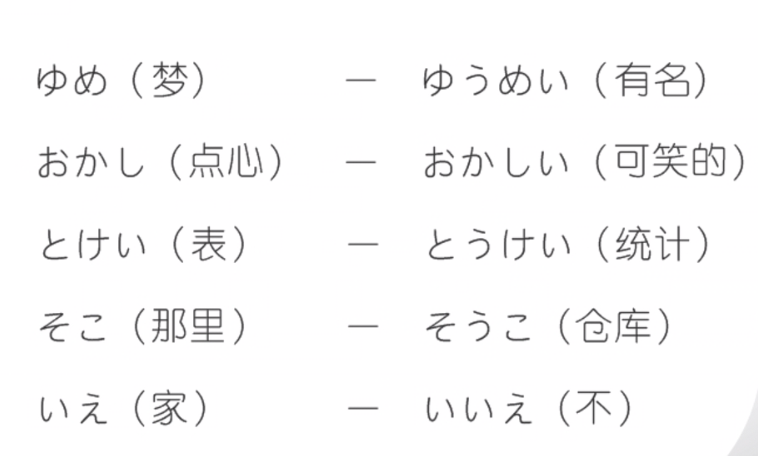 ゆめ（梦） — ゆうめい（有名）
おかし（点心） — おかしい（可笑的）
とけい（表） — とうけい（统计）
そこ（那里） — そうこ（仓库）
いえ（家） — いいえ（不）